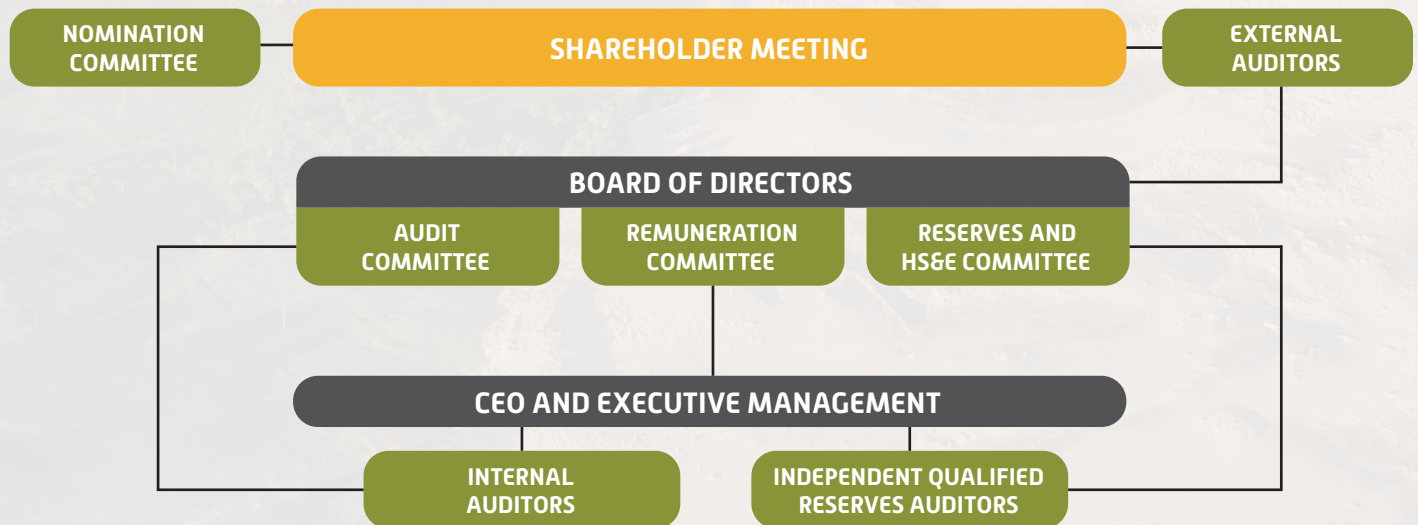 NOMINATION
COMMITTEE
SHAREHOLDER MEETING
EXTERNAL
AUDITORS
BOARD OF DIRECTORS
AUDIT
COMMITTEE
REMUNERATION
COMMITTEE
RESERVES AND
HS&E COMMITTEE
CEO AND EXECUTIVE MANAGEMENT
INTERNAL
AUDITORS
INDEPENDENT QUALIFIED
RESERVES AUDITORS